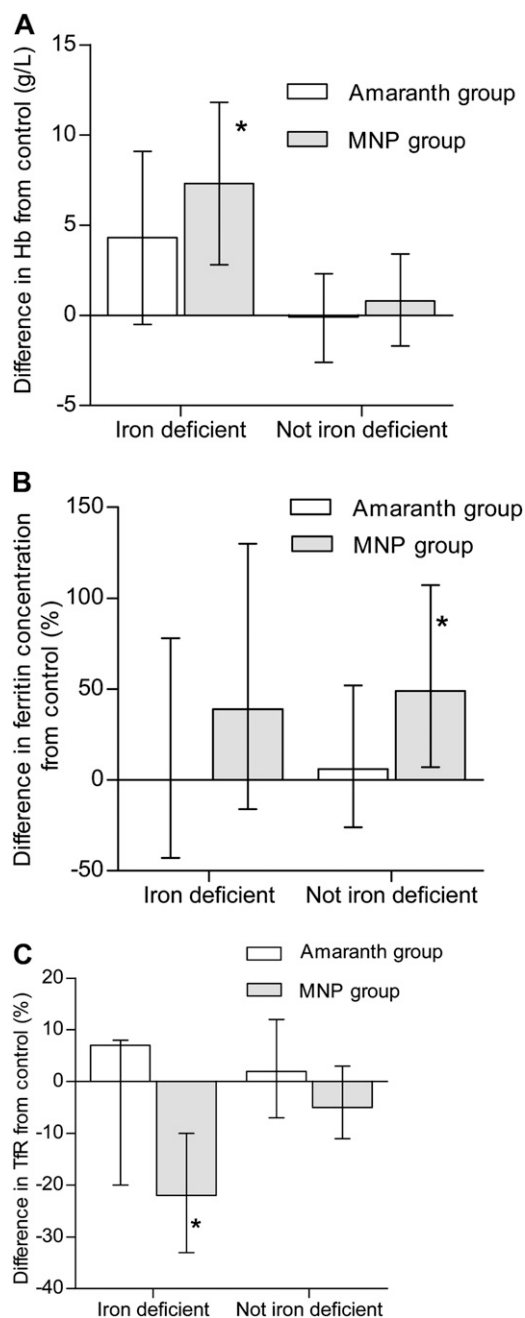 A
Difference in Hb from control (g/L)
15
10
5
0
-5
Amaranth group
MNP group
*
Iron deficient
Not iron deficient
B
Difference in ferritin concentration
from control (%)
150
100
50
0
-50
Amaranth group
MNP group
*
Iron deficient
Not iron deficient
C
Difference in TfR from control (%)
20
10
0
-10
-20
-30
-40
Amaranth group
MNP group
*
Iron deficient
Not iron deficient